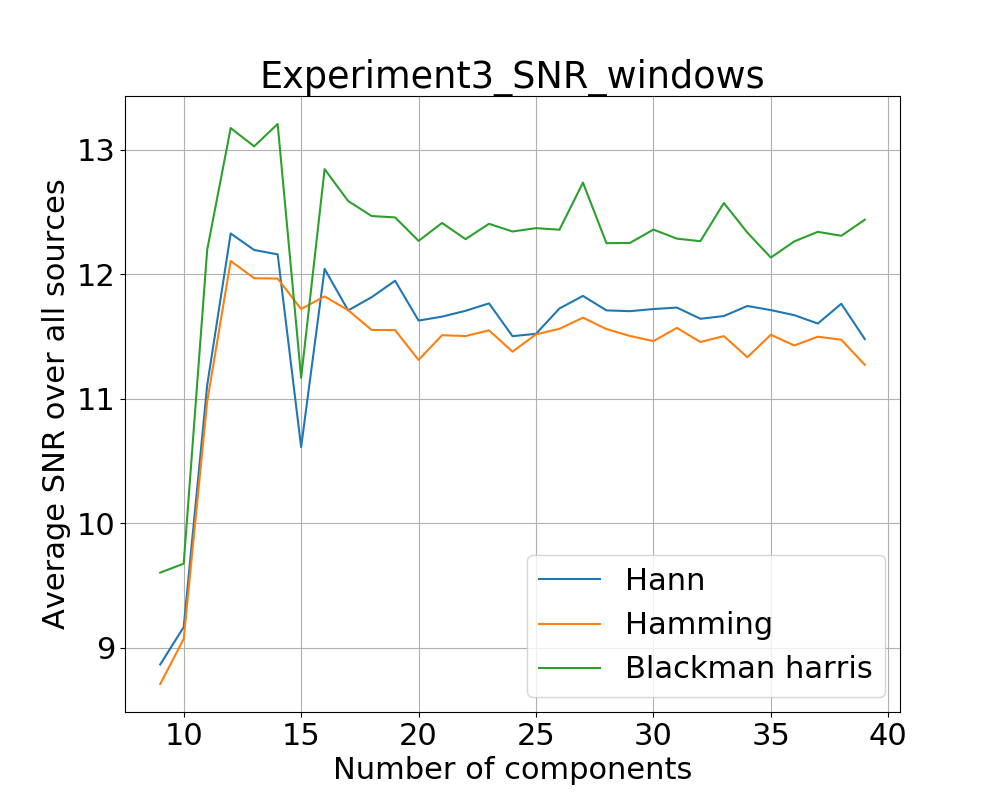 Experiment3_SNR_windows
Average SNR over all sources
13
12
11
10
9
Hann
Hamming
Blackman harris
10 15 20 25 30 35 40
Number of components